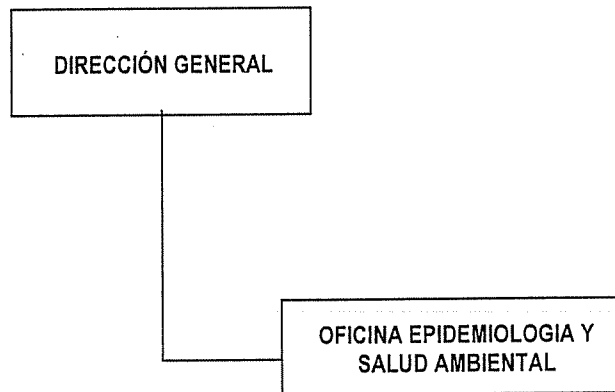 DIRECCIÓN GENERAL
OFICINA EPIDEMIOLOGIA Y
SALUD AMBIENTAL